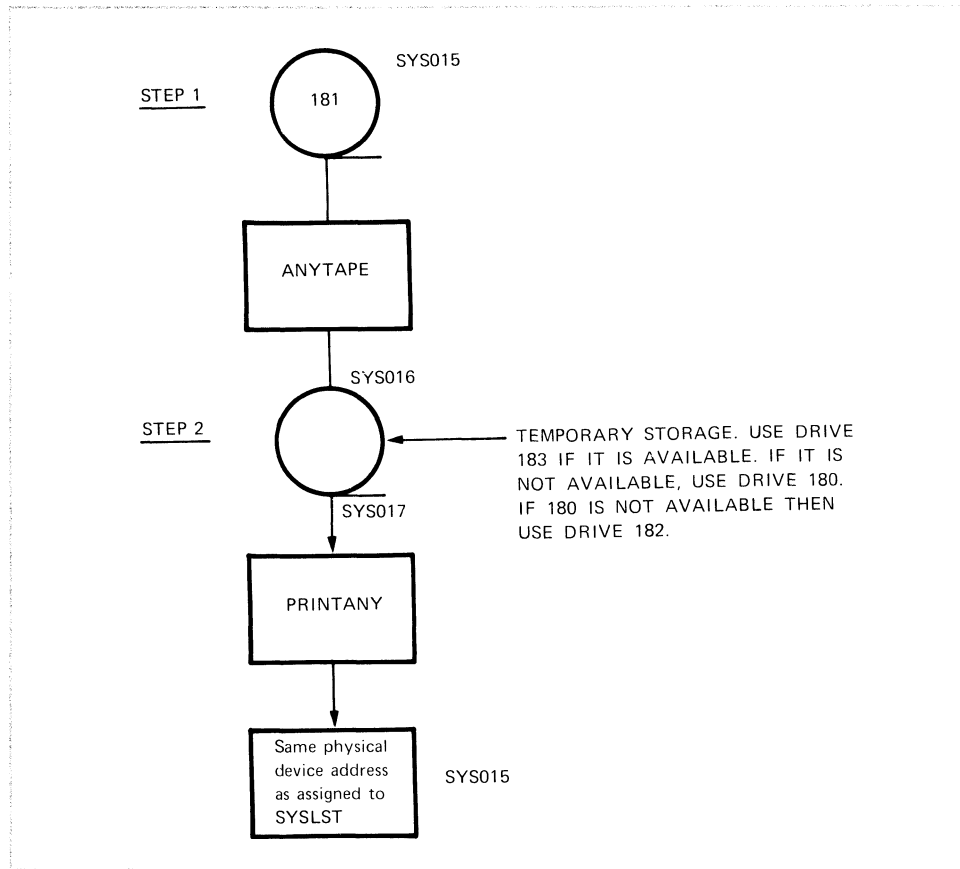 SYS015
STEP 1
181
ANYTAPE
SYS016
STEP 2
TEMPORARY STORAGE. USE DRIVE
183 IF IT IS AVAILABLE. IF IT IS
NOT AVAILABLE, USE DRIVE 180.
IF 180 IS NOT AVAILABLE THEN
USE DRIVE 182.
SYS017
PRINTANY
Same physical
device address
as assigned to
SYSLST
SYS015